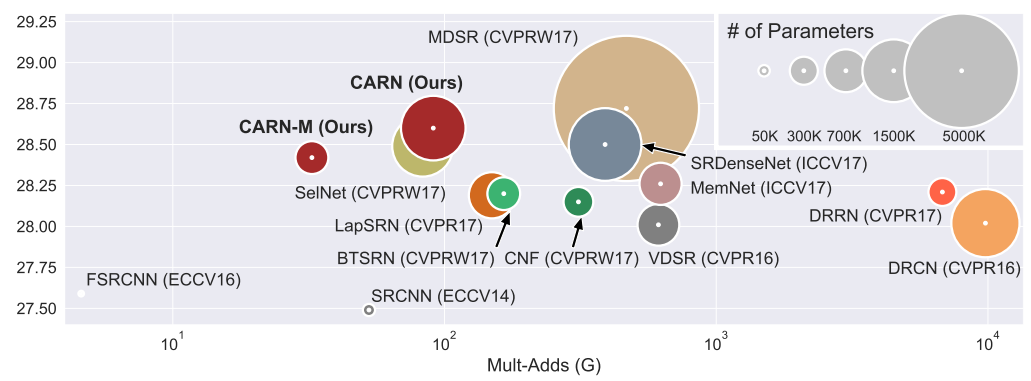 29.25
29.00
28.75
28.50
28.25
28.00
27.75
27.50
MDSR (CVPRW17)
# of Parameters
50K 300K 700K 1500K 5000K
CARN (Ours)
CARN-M (Ours)
SRDenseNet (ICCV17)
SelNet (CVPRW17)
MemNet (ICCV17)
LapSRN (CVPR17)
DRRN (CVPR17)
BTSRN (CVPRW17)
CNF (CVPRW17)
VDSR (CVPR16)
DRCN (CVPR16)
FSRCNN (ECCV16)
SRCNN (ECCV14)
10¹ 10² 10³ 10⁴
Mult-Adds (G)